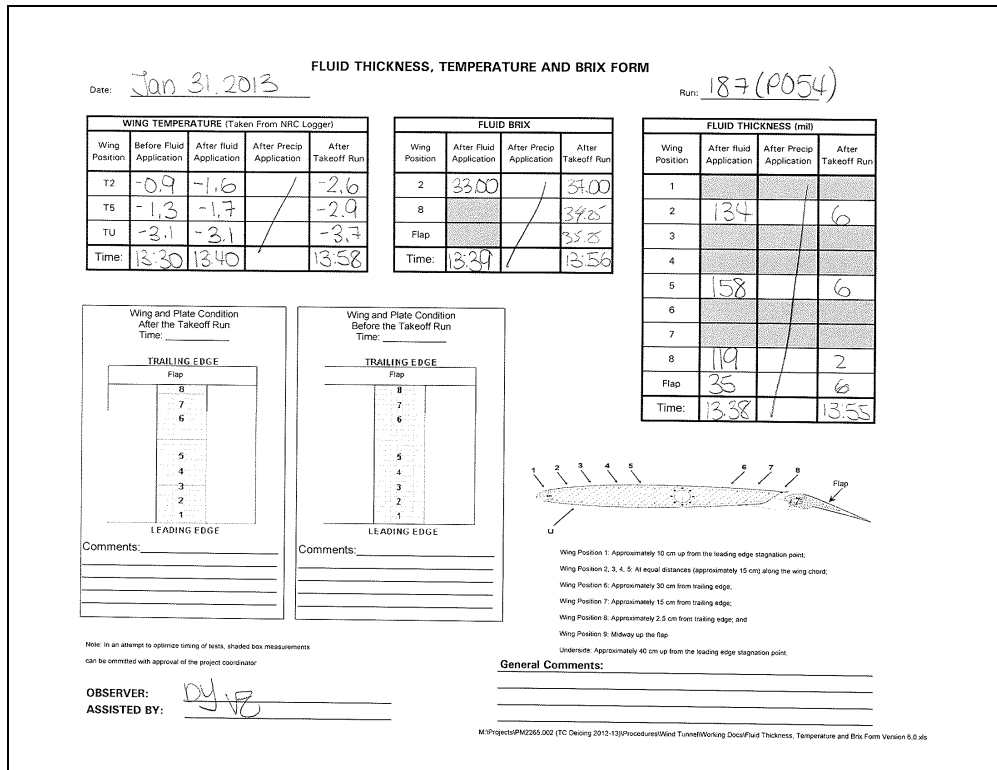 FLUID THICKNESS, TEMPERATURE AND BRIX FORM
Date: Jan 31. 2013
Run: 187 (P054)
WING TEMPERATURE (Taken From NRC Logger)
Wing Position Before Fluid Application After fluid Application After Precip Application After Takeoff Run
T2 -0.9 -1.6 -2.6
T5 -1.3 -1.7 -2.9
TU -3.1 -3.1 -3.7
Time: 13:30 13:40 13:58
FLUID BRIX
Wing Position After Fluid Application After Precip Application After Takeoff Run
2 33.00 37.00
8 34.25
Flap 35.25
Time: 13:39 13:56
FLUID THICKNESS (mil)
Wing Position After fluid Application After Precip Application After Takeoff Run
1
2 134 6
3
4
5 158 6
6
7
8 119 2
Flap 35 6
Time: 13:38 13:55
Wing and Plate Condition
After the Takeoff Run
Time:
TRAILING EDGE
Flap
8
7
6
5
4
3
2
1
LEADING EDGE
Comments:
Wing and Plate Condition
Before the Takeoff Run
Time:
TRAILING EDGE
Flap
8
7
6
5
4
3
2
1
LEADING EDGE
Comments:
1 2 3 4 5 6 7 8
Flap
U
Wing Position 1: Approximately 10 cm up from the leading edge stagnation point;
Wing Position 2, 3, 4, 5: At equal distances (approximately 15 cm) along the wing chord;
Wing Position 6: Approximately 30 cm from trailing edge;
Wing Position 7: Approximately 15 cm from trailing edge;
Wing Position 8: Approximately 2.5 cm from trailing edge; and
Wing Position 9: Midway up the flap
Underside: Approximately 40 cm up from the leading edge stagnation point.
Note: In an attempt to optimize timing of tests, shaded box measurements
can be ommitted with approval of the project coordinator
General Comments:
OBSERVER: DY
ASSISTED BY: VZ
M:\Projects\PM2265.002 (TC Deicing 2012-13)\Procedures\Wind Tunnel\Working Docs\Fluid Thickness, Temperature and Brix Form Version 6.0.xls